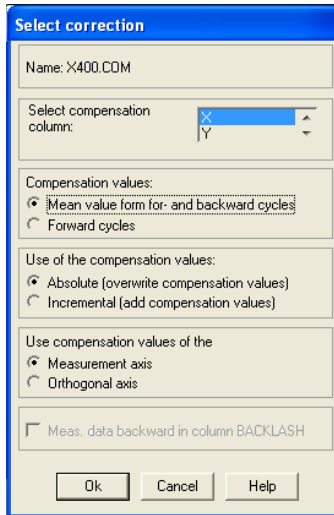 Select correction
Name: X400.COM
Select compensation
column:
X
Y
Compensation values:
Mean value form for- and backward cycles
Forward cycles
Use of the compensation values:
Absolute (overwrite compensation values)
Incremental (add compensation values)
Use compensation values of the
Measurement axis
Orthogonal axis
Meas. data backward in column BACKLASH
Ok Cancel Help